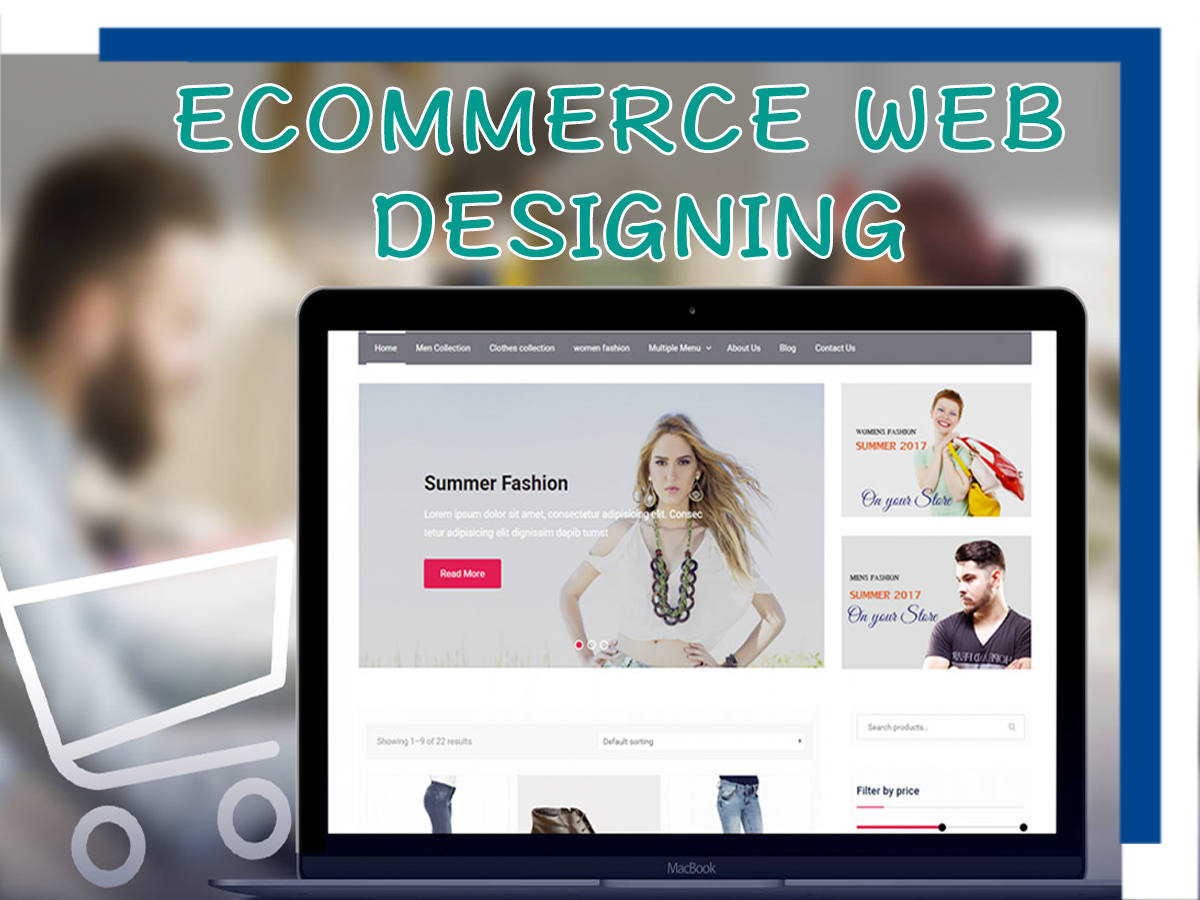 ECOMMERCE WEB
DESIGNING
Home Men Collection Clothes collection women fashion Multiple Menu About Us Blog Contact Us
Summer Fashion
Lorem ipsum dolor sit amet, consectetur adipisicing elit. Consec
tetur adipisicing elit dignissim dapib tumst
Read More
WOMENS FASHION
SUMMER 2017
On your Store
MENS FASHION
SUMMER 2017
On your Store
Showing 1–9 of 22 results
Default sorting
Search products...
Filter by price
MacBook